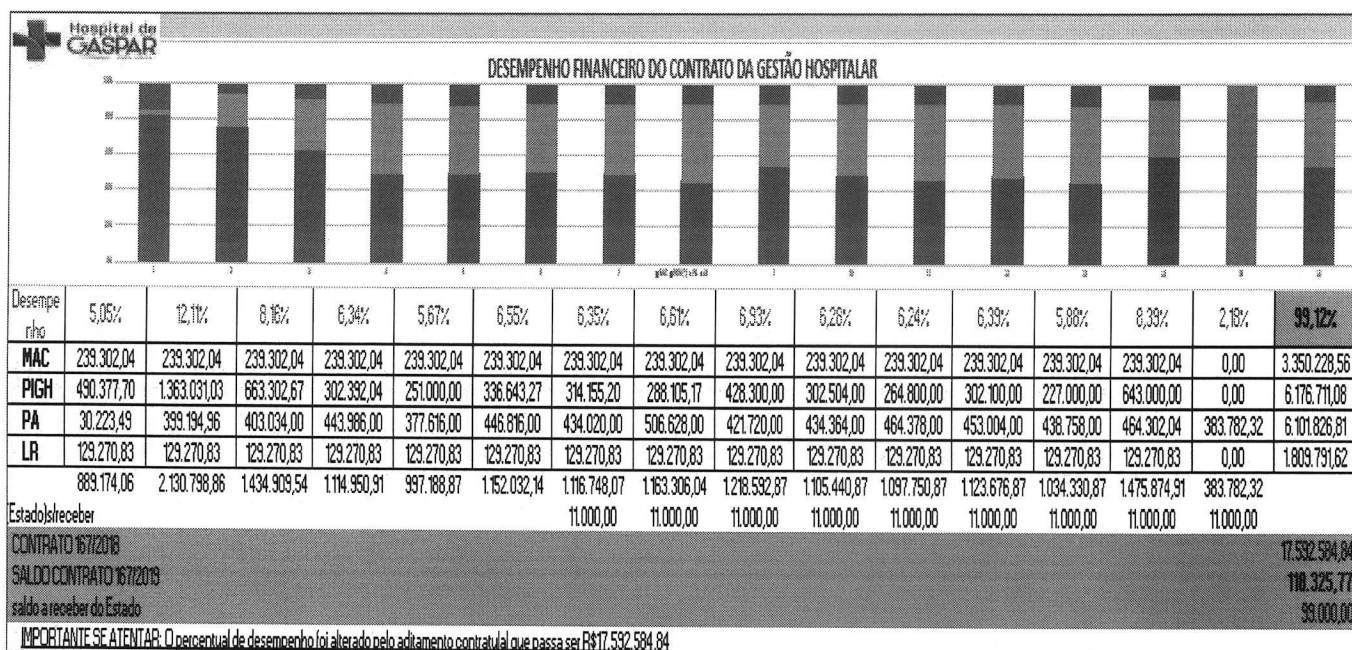 Hospital de
GASPAR
DESEMPENHO FINANCEIRO DO CONTRATO DA GESTÃO HOSPITALAR
Desempe nho 5,05% 12,11% 8,16% 6,34% 5,67% 6,55% 6,35% 6,61% 6,93% 6,28% 6,24% 6,39% 5,88% 8,39% 2,18% 99,12%
MAC 239.302,04 239.302,04 239.302,04 239.302,04 239.302,04 239.302,04 239.302,04 239.302,04 239.302,04 239.302,04 239.302,04 239.302,04 239.302,04 239.302,04 0,00 3.350.228,56
PIGH 490.377,70 1.363.031,03 663.302,67 302.392,04 251.000,00 336.643,27 314.155,20 288.105,17 428.300,00 302.504,00 264.800,00 302.100,00 227.000,00 643.000,00 0,00 6.176.711,08
PA 30.223,49 399.194,96 403.034,00 443.986,00 377.616,00 446.816,00 434.020,00 506.628,00 421.720,00 434.364,00 464.378,00 453.004,00 438.758,00 464.302,04 383.782,32 6.101.826,81
LR 129.270,83 129.270,83 129.270,83 129.270,83 129.270,83 129.270,83 129.270,83 129.270,83 129.270,83 129.270,83 129.270,83 129.270,83 129.270,83 129.270,83 0,00 1.809.791,62
889.174,06 2.130.798,86 1.434.909,54 1.114.950,91 997.188,87 1.152.032,14 1.116.748,07 1.163.306,04 1.218.592,87 1.105.440,87 1.097.750,87 1.123.676,87 1.034.330,87 1.475.874,91 383.782,32
Estado)s/receber 11.000,00 11.000,00 11.000,00 11.000,00 11.000,00 11.000,00 11.000,00 11.000,00 11.000,00
CONTRATO 167/2018 17.592.584,84
SALDO CONTRATO 167/2019 118.325,77
saldo a receber do Estado 99.000,00
IMPORTANTE SE ATENTAR: O percentual de desempenho foi alterado pelo aditamento contratulal que passa ser R$17.592.584,84